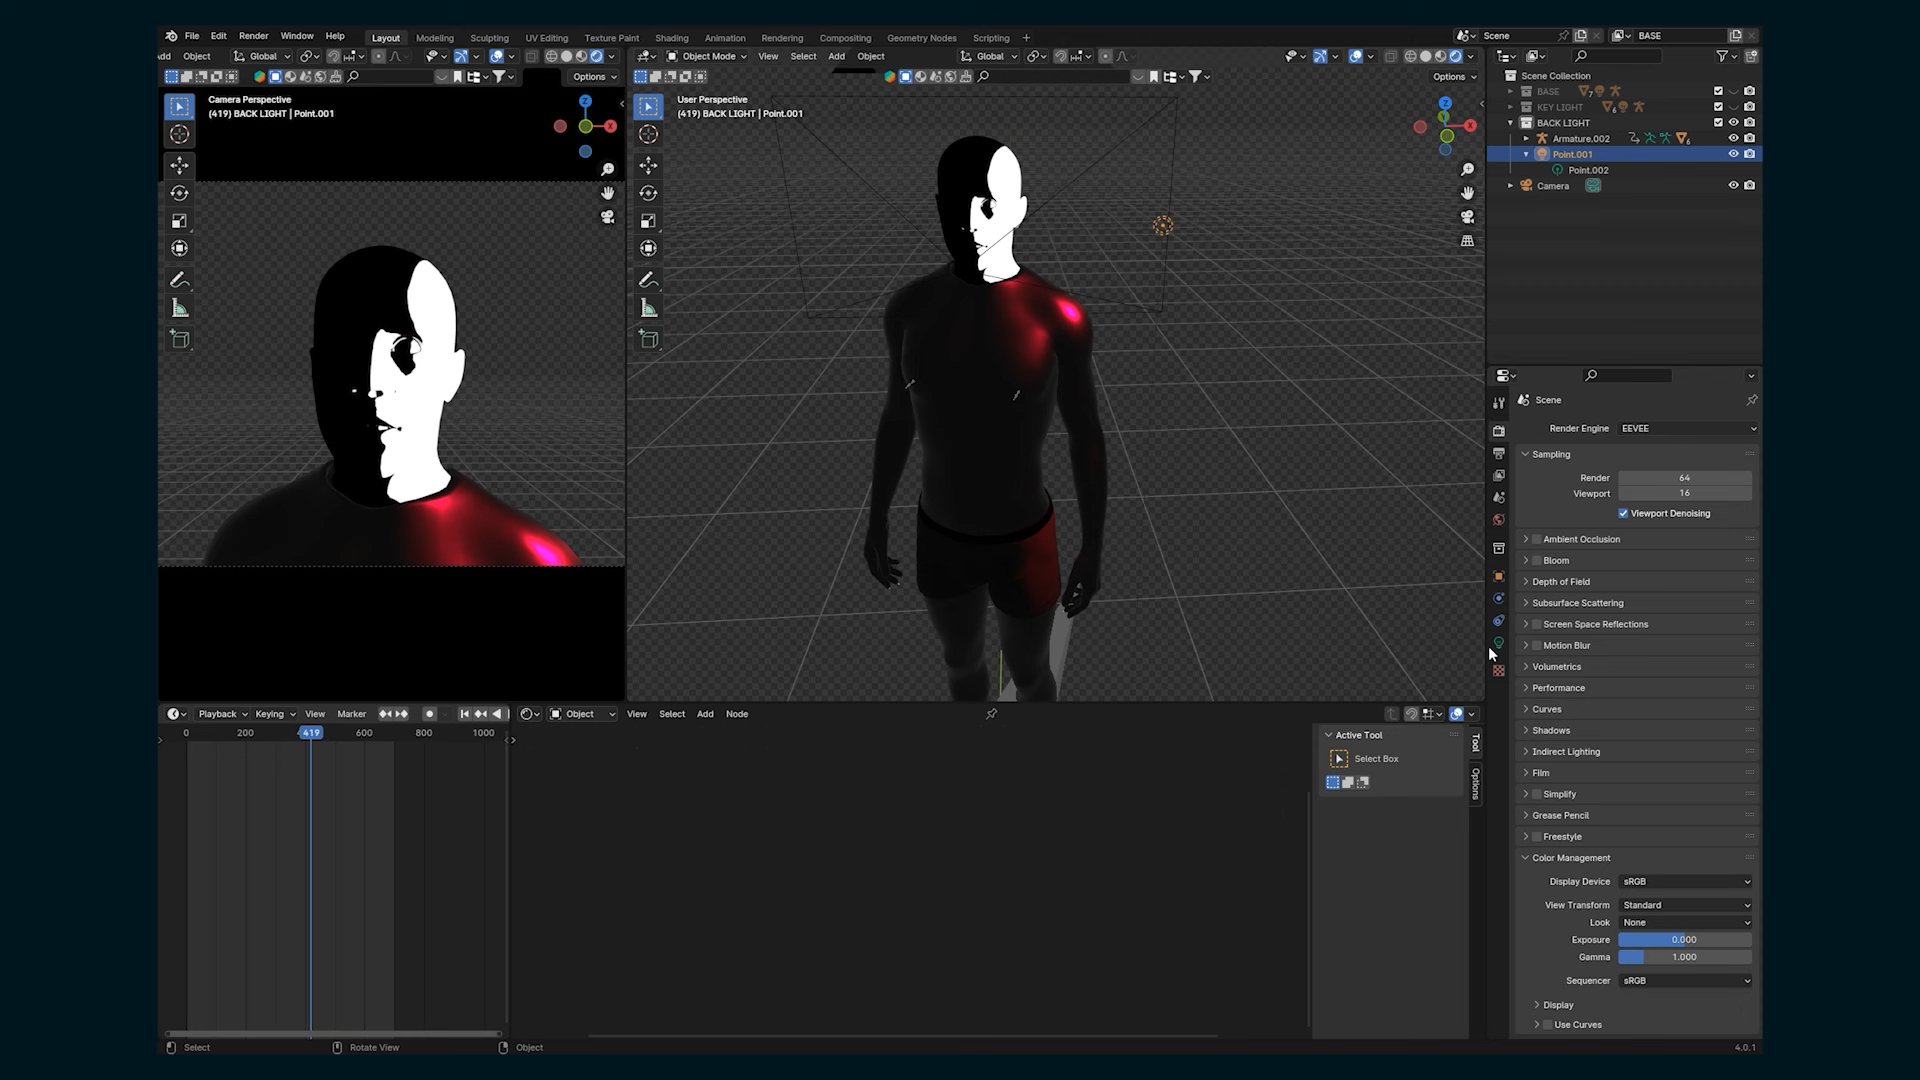 File Edit Render Window Help Layout Modeling Sculpting UV Editing Texture Paint Shading Animation Rendering Compositing Geometry Nodes Scripting + Scene BASE
Add Object Global Object Mode View Select Add Object Global
Options Options
Camera Perspective
(419) BACK LIGHT | Point.001
User Perspective
(419) BACK LIGHT | Point.001
Z
X
Z
X
Scene Collection
BASE 7
KEY LIGHT 6
BACK LIGHT
Armature.002 6
Point.001
Point.002
Camera
Scene
Render Engine EEVEE
Sampling
Render 64
Viewport 16
Viewport Denoising
Ambient Occlusion
Bloom
Depth of Field
Subsurface Scattering
Screen Space Reflections
Motion Blur
Volumetrics
Performance
Curves
Shadows
Indirect Lighting
Film
Simplify
Grease Pencil
Freestyle
Color Management
Display Device sRGB
View Transform Standard
Look None
Exposure 0.000
Gamma 1.000
Sequencer sRGB
Display
Use Curves
Playback Keying View Marker
0 200 419 600 800 1000
Object View Select Add Node
Active Tool
Select Box
Tool
Options
Select Rotate View Object 4.0.1